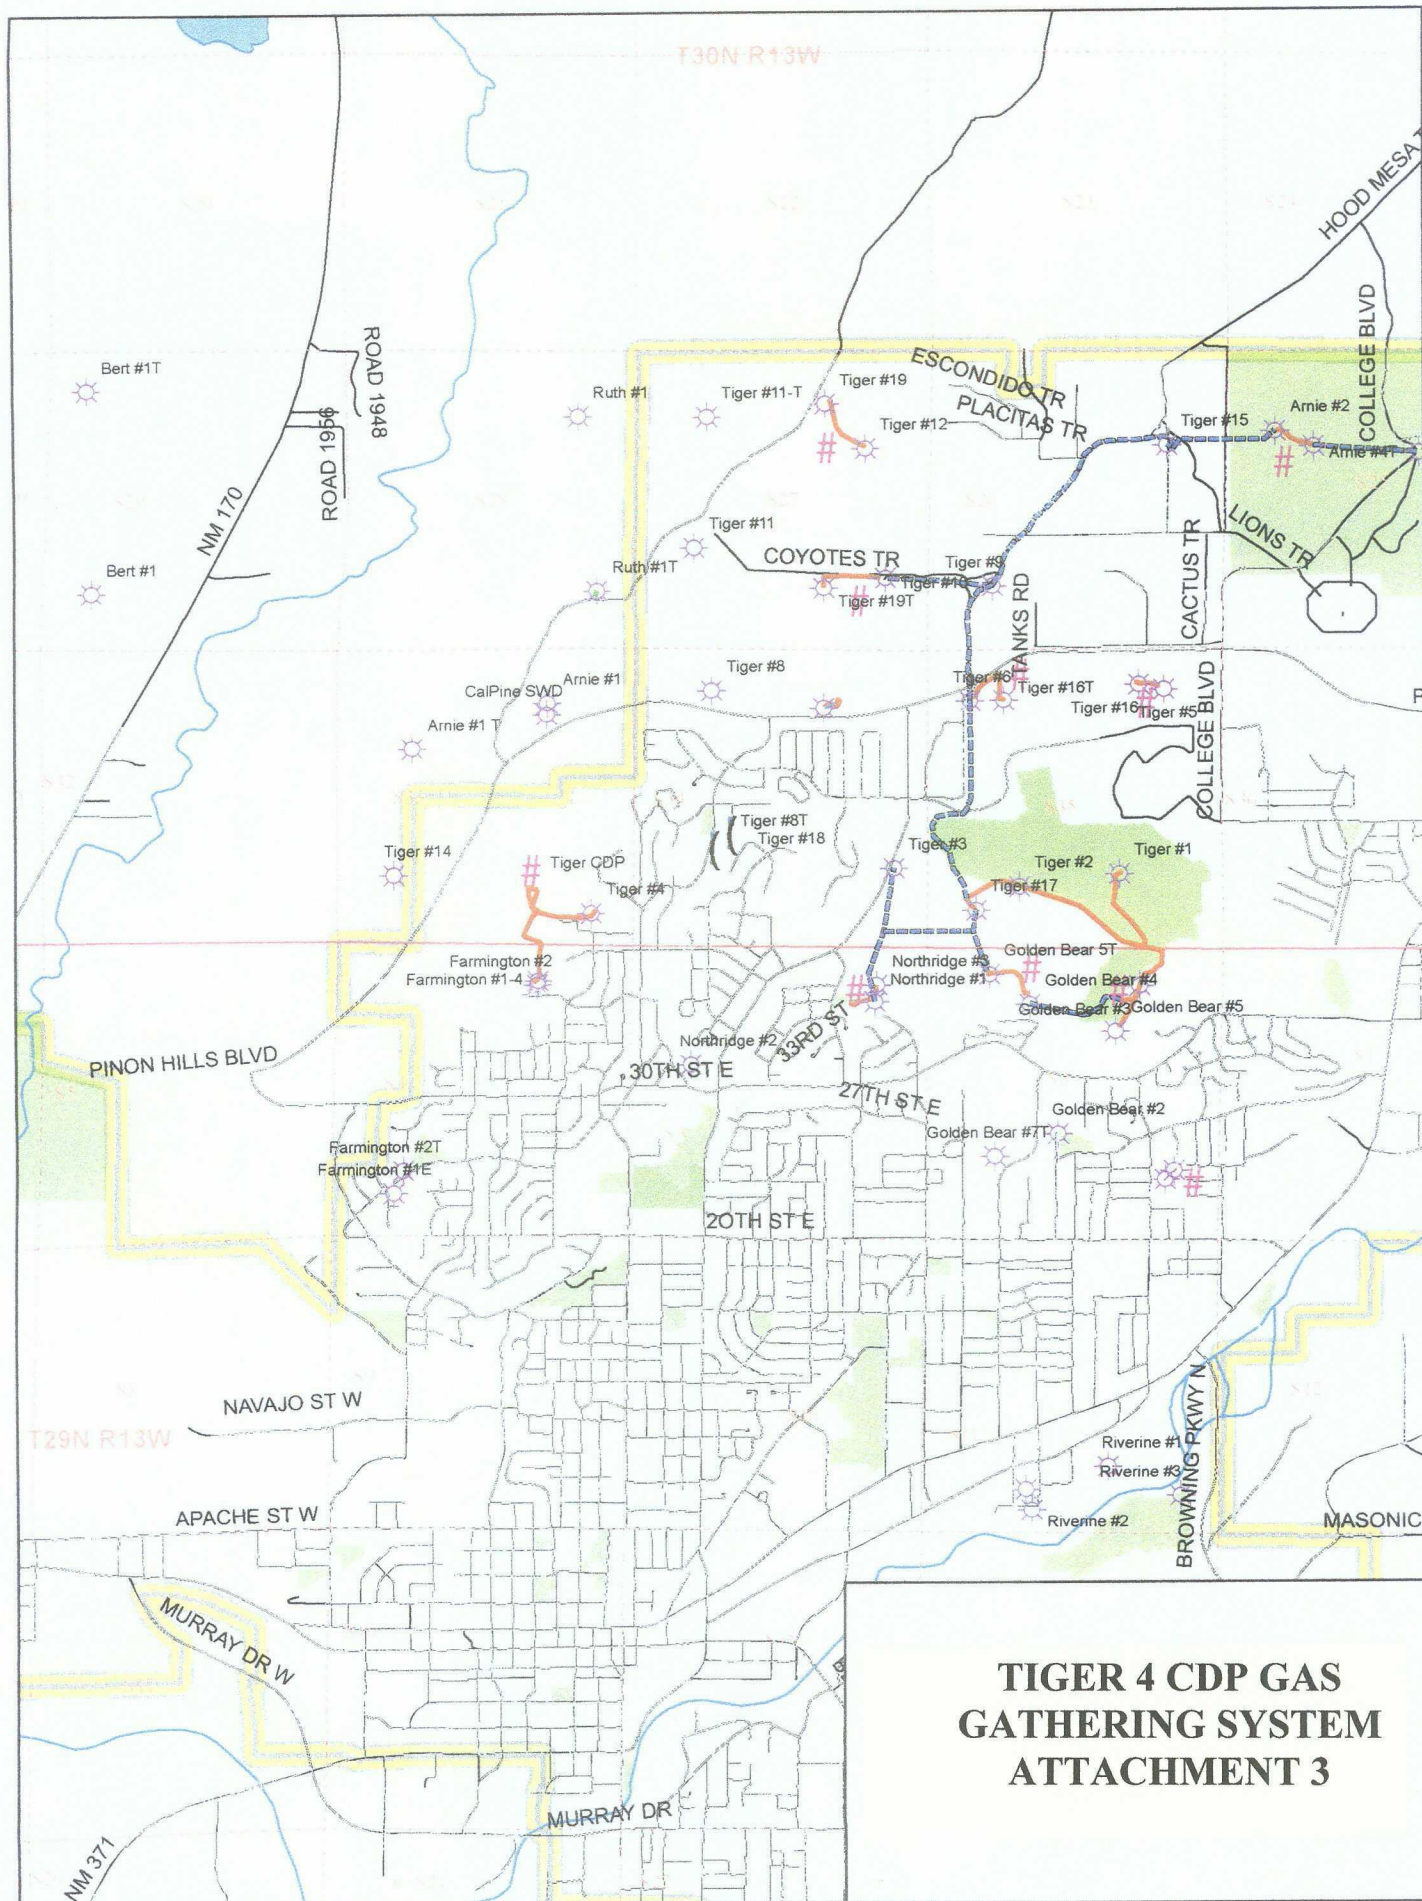 T30N R13W
HOOD MESA
COLLEGE BLVD
ROAD 1948
ROAD 1956
NM 170
Bert #1T
Ruth #1
Tiger #11-T
Tiger #19
ESCONDIDO TR
PLACITAS TR
Tiger #12
Tiger #15
Arnie #2
Arnie #4T
#
#
Tiger #11
COYOTES TR
Tiger #9
Tiger #10
Tiger #19T
#
LIONS TR
CACTUS TR
TANKS RD
Bert #1
Ruth #1T
Arnie #1
CalPine SWD
Arnie #1 T
Tiger #8
Tiger #6
#
Tiger #16T
Tiger #16
Tiger #5
#
COLLEGE BLVD
Tiger #8T
Tiger #18
Tiger #3
Tiger #2
Tiger #1
Tiger #17
Tiger #14
#
Tiger CDP
Tiger #4
Farmington #2
Farmington #1-4
Northridge #3
Northridge #1
#
Golden Bear 5T
#
Golden Bear #4
#
Golden Bear #3
Golden Bear #5
33RD ST
Northridge #2
30TH ST E
27TH ST E
PINON HILLS BLVD
Golden Bear #2
Golden Bear #7T
#
Farmington #2T
Farmington #1E
20TH ST E
NAVAJO ST W
T29N R13W
Riverine #1
Riverine #3
Riverine #2
BROWNING PKWY N
APACHE ST W
MASONIC
MURRAY DR W
MURRAY DR
NM 371
TIGER 4 CDP GAS
GATHERING SYSTEM
ATTACHMENT 3